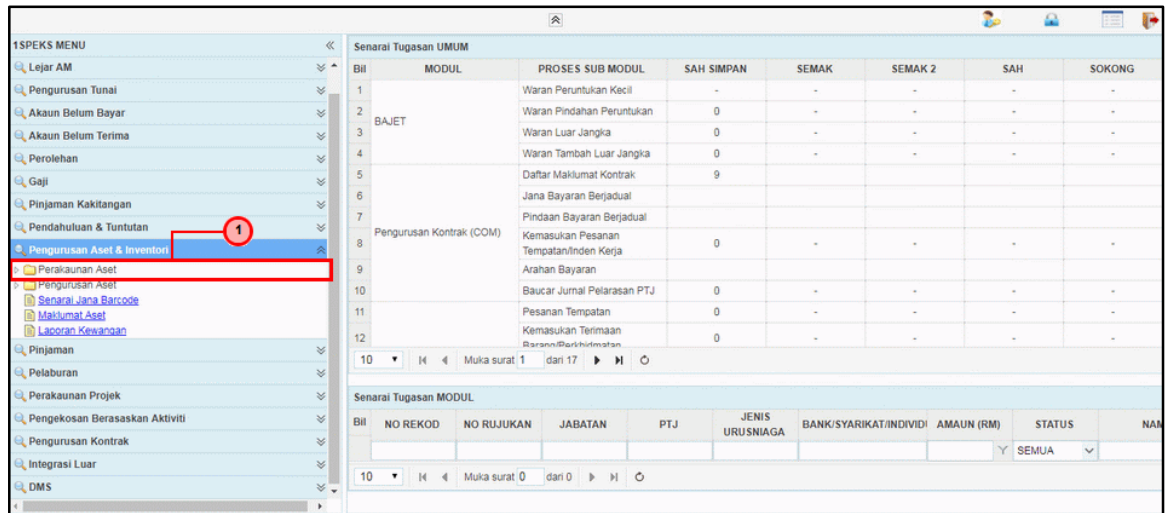 1SPEKS MENU
Lejar AM
Pengurusan Tunai
Akaun Belum Bayar
Akaun Belum Terima
Perolehan
Gaji
Pinjaman Kakitangan
Pendahuluan & Tuntutan
1
Pengurusan Aset & Inventori
Perakaunan Aset
Pengurusan Aset
Senarai Jana Barcode
Maklumat Aset
Laporan Kewangan
Pinjaman
Pelaburan
Perakaunan Projek
Pengekosan Berasaskan Aktiviti
Pengurusan Kontrak
Integrasi Luar
DMS
Senarai Tugasan UMUM
Bil MODUL PROSES SUB MODUL SAH SIMPAN SEMAK SEMAK 2 SAH SOKONG
1 Waran Peruntukan Kecil - - - - -
2 Waran Pindahan Peruntukan 0 - - - -
BAJET
3 Waran Luar Jangka 0 - - - -
4 Waran Tambah Luar Jangka 0 - - - -
5 Daftar Maklumat Kontrak 9
6 Jana Bayaran Berjadual
7 Pindaan Bayaran Berjadual
Pengurusan Kontrak (COM)
8 Kemasukan Pesanan
Tempatan/Inden Kerja 0 - - - -
9 Arahan Bayaran
10 Baucar Jurnal Pelarasan PTJ 0 - - - -
11 Pesanan Tempatan 0 - - - -
12 Kemasukan Terimaan
Barang/Perkhidmatan 0 - - - -
10 Muka surat 1 dari 17
Senarai Tugasan MODUL
Bil NO REKOD NO RUJUKAN JABATAN PTJ JENIS
URUSNIAGA BANK/SYARIKAT/INDIVIDU AMAUN (RM) STATUS NAM
SEMUA
10 Muka surat 0 dari 0